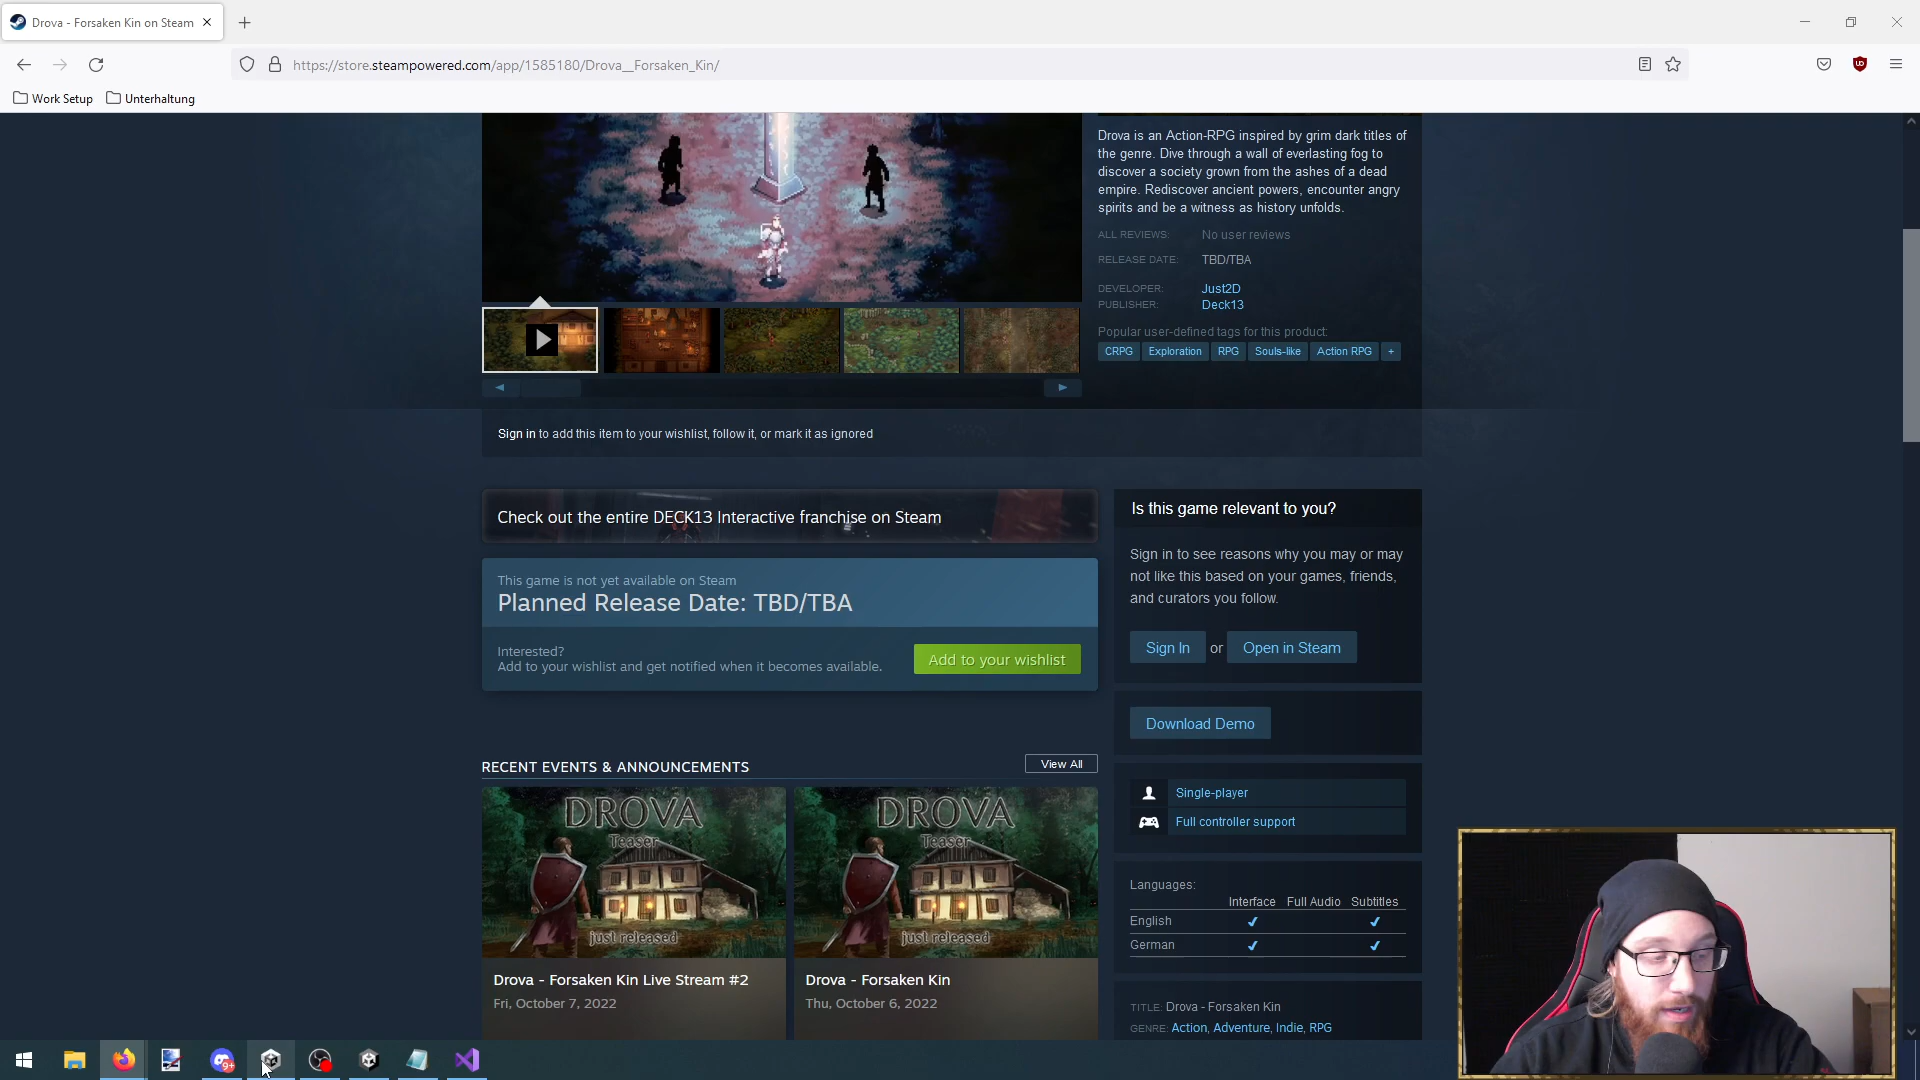 Drova - Forsaken Kin on Steam
https://store.steampowered.com/app/1585180/Drova__Forsaken_Kin/
Work Setup
Unterhaltung
Drova is an Action-RPG inspired by grim dark titles of
the genre. Dive through a wall of everlasting fog to
discover a society grown from the ashes of a dead
empire. Rediscover ancient powers, encounter angry
spirits and be a witness as history unfolds.
ALL REVIEWS: No user reviews
RELEASE DATE: TBD/TBA
DEVELOPER: Just2D
PUBLISHER: Deck13
Popular user-defined tags for this product:
CRPG Exploration RPG Souls-like Action RPG +
Sign in to add this item to your wishlist, follow it, or mark it as ignored
Check out the entire DECK13 Interactive franchise on Steam
This game is not yet available on Steam
Planned Release Date: TBD/TBA
Interested?
Add to your wishlist and get notified when it becomes available.
Add to your wishlist
Is this game relevant to you?
Sign in to see reasons why you may or may
not like this based on your games, friends,
and curators you follow.
Sign In or Open in Steam
Download Demo
RECENT EVENTS & ANNOUNCEMENTS
View All
DROVA
Teaser
just released
Drova - Forsaken Kin Live Stream #2
Fri, October 7, 2022
DROVA
Teaser
just released
Drova - Forsaken Kin
Thu, October 6, 2022
Single-player
Full controller support
Languages:
Interface Full Audio Subtitles
English ✔ ✔
German ✔ ✔
TITLE: Drova - Forsaken Kin
GENRE: Action, Adventure, Indie, RPG
9+